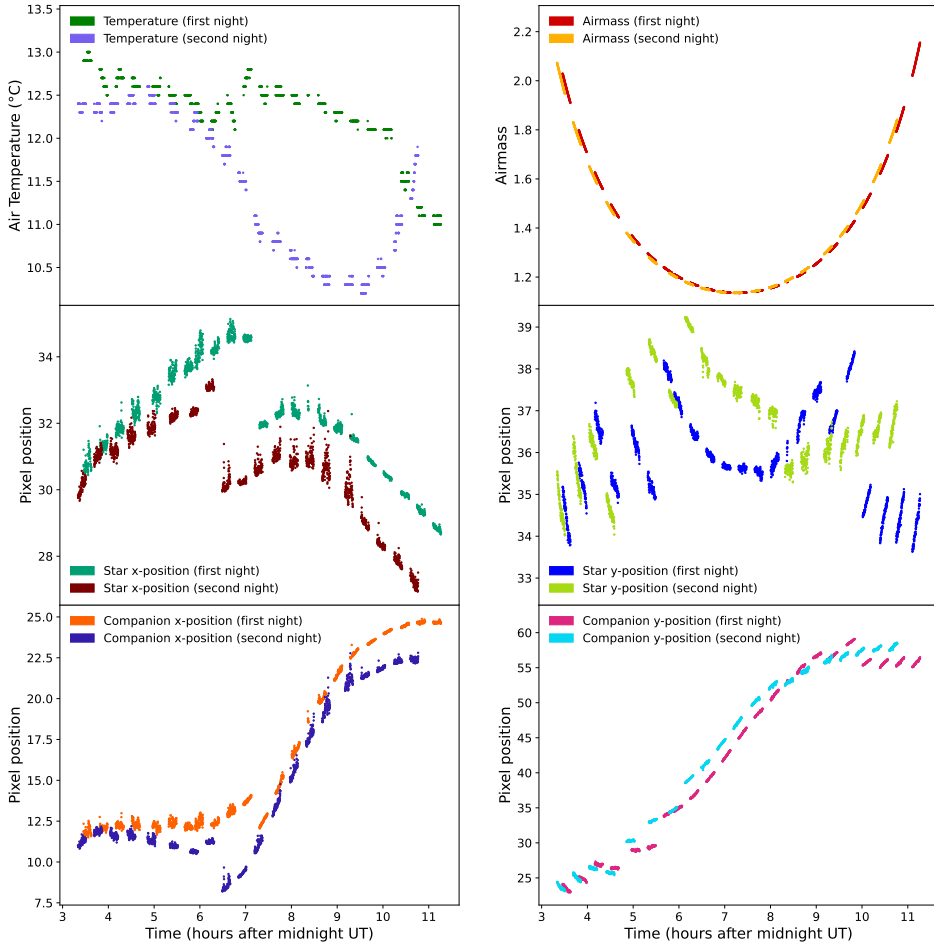 13.5
13.0
12.5
12.0
11.5
11.0
10.5
Air Temperature (°C)
Temperature (first night)
Temperature (second night)
2.2
2.0
1.8
1.6
1.4
1.2
Airmass
Airmass (first night)
Airmass (second night)
34
32
30
28
Pixel position
Star x-position (first night)
Star x-position (second night)
39
38
37
36
35
34
33
Pixel position
Star y-position (first night)
Star y-position (second night)
25.0
22.5
20.0
17.5
15.0
12.5
10.0
7.5
Pixel position
Companion x-position (first night)
Companion x-position (second night)
3 4 5 6 7 8 9 10 11
Time (hours after midnight UT)
60
55
50
45
40
35
30
25
Pixel position
Companion y-position (first night)
Companion y-position (second night)
3 4 5 6 7 8 9 10 11
Time (hours after midnight UT)